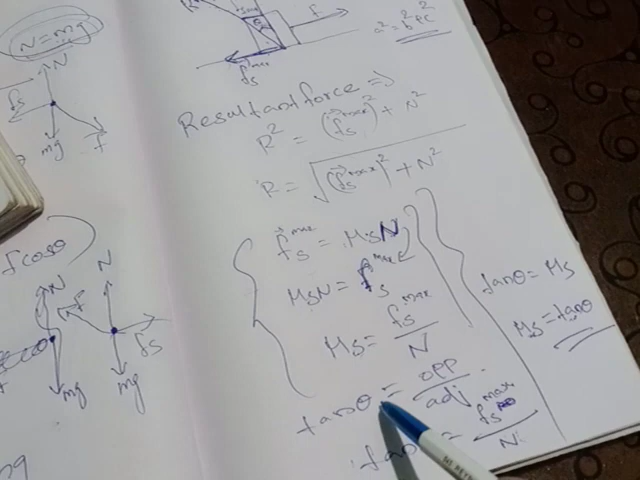 N = mg
N
fs
mg
f
f cosθ
N
N
f
fs
mg
mg
f
fs max
a² = b² + c²
Resultant force ⇒
R² = (fs max)² + N²
R = √(fs max)² + N²
fs max = μsN
μsN = fs max
μs = fs max / N
tanθ = opp / adj
= fs max / N
tanθ = μs
μs = tanθ